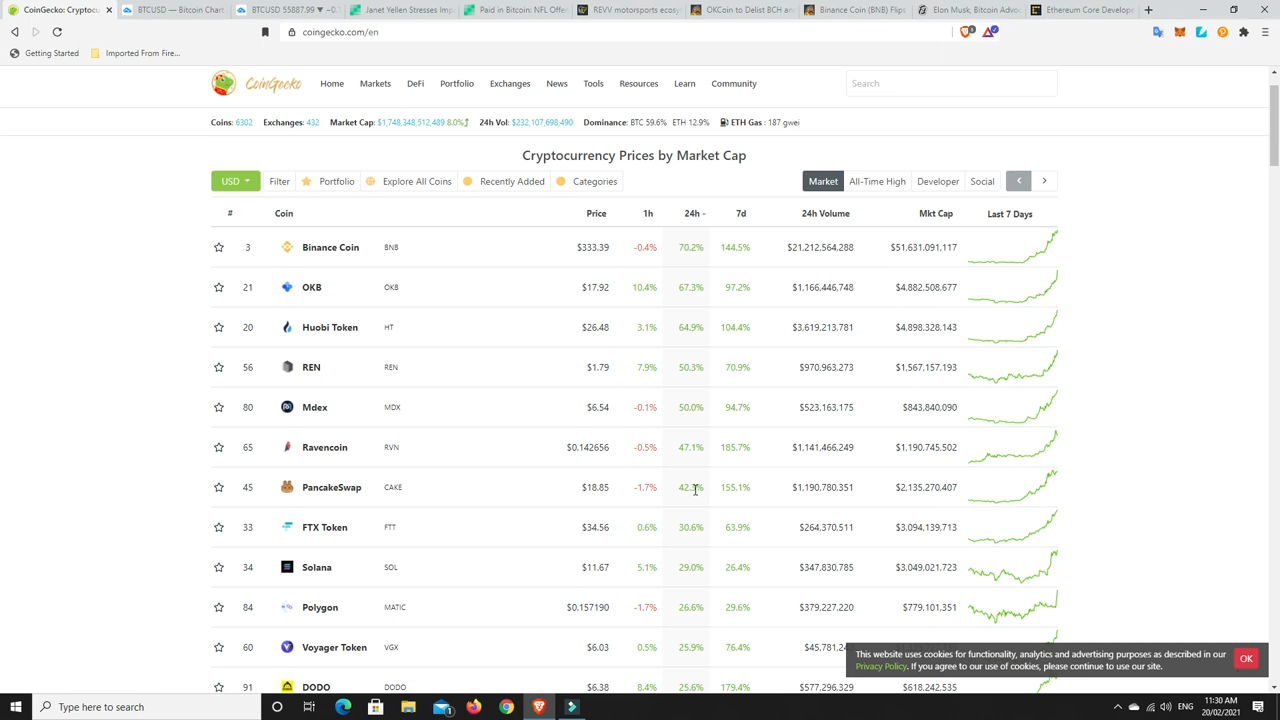 CoinGecko: Cryptocu
BTCUSD — Bitcoin Chart
BTCUSD 55887.99 ▼ −0.
Janet Yellen Stresses Imp
Paid in Bitcoin: NFL Offe
REVV motorsports ecosy
OKCoin to Delist BCH and
Binance Coin (BNB) Flips
Elon Musk, Bitcoin Advoc
Ethereum Core Develope
coingecko.com/en
Getting Started
Imported From Fire...
CoinGecko
Home Markets DeFi Portfolio Exchanges News Tools Resources Learn Community
Search
Coins: 6302 Exchanges: 432 Market Cap: $1,748,348,512,489 8.0% 24h Vol: $232,107,698,490 Dominance: BTC 59.6% ETH 12.9% ETH Gas : 187 gwei
Cryptocurrency Prices by Market Cap
USD Filter Portfolio Explore All Coins Recently Added Categories Market All-Time High Developer Social
# Coin Price 1h 24h 7d 24h Volume Mkt Cap Last 7 Days
3 Binance Coin BNB $333.39 -0.4% 70.2% 144.5% $21,212,564,288 $51,631,091,117
21 OKB OKB $17.92 10.4% 67.3% 97.2% $1,166,446,748 $4,882,508,677
20 Huobi Token HT $26.48 3.1% 64.9% 104.4% $3,619,213,781 $4,898,328,143
56 REN REN $1.79 7.9% 50.3% 70.9% $970,963,273 $1,567,157,193
80 Mdex MDX $6.54 -0.1% 50.0% 94.7% $523,163,175 $843,840,090
65 Ravencoin RVN $0.142656 -0.5% 47.1% 185.7% $1,141,466,249 $1,190,745,502
45 PancakeSwap CAKE $18.85 -1.7% 155.1% $1,190,780,351 $2,135,270,407
33 FTX Token FTT $34.56 0.6% 30.6% 63.9% $264,370,511 $3,094,139,713
34 Solana SOL $11.67 5.1% 29.0% 26.4% $347,830,785 $3,049,021,723
84 Polygon MATIC $0.157190 -1.7% 26.6% 29.6% $379,227,220 $779,101,351
60 Voyager Token VGX $6.03 0.5% 25.9% 76.4% $45,781,24
91 DODO DODO $6.38 8.4% 25.6% 179.4% $577,296,329 $618,242,535
This website uses cookies for functionality, analytics and advertising purposes as described in our
Privacy Policy. If you agree to our use of cookies, please continue to use our site.
OK
Type here to search
ENG
11:30 AM
20/02/2021